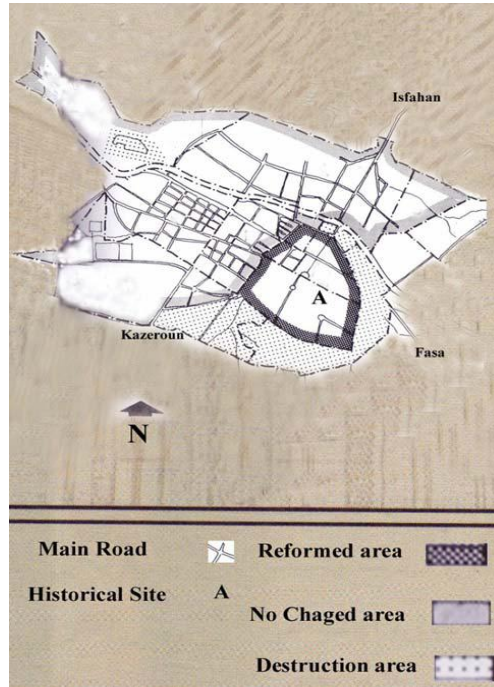 Isfahan
A
Kazeroun
Fasa
N
Main Road
Reformed area
Historical Site
A
No Chaged area
Destruction area